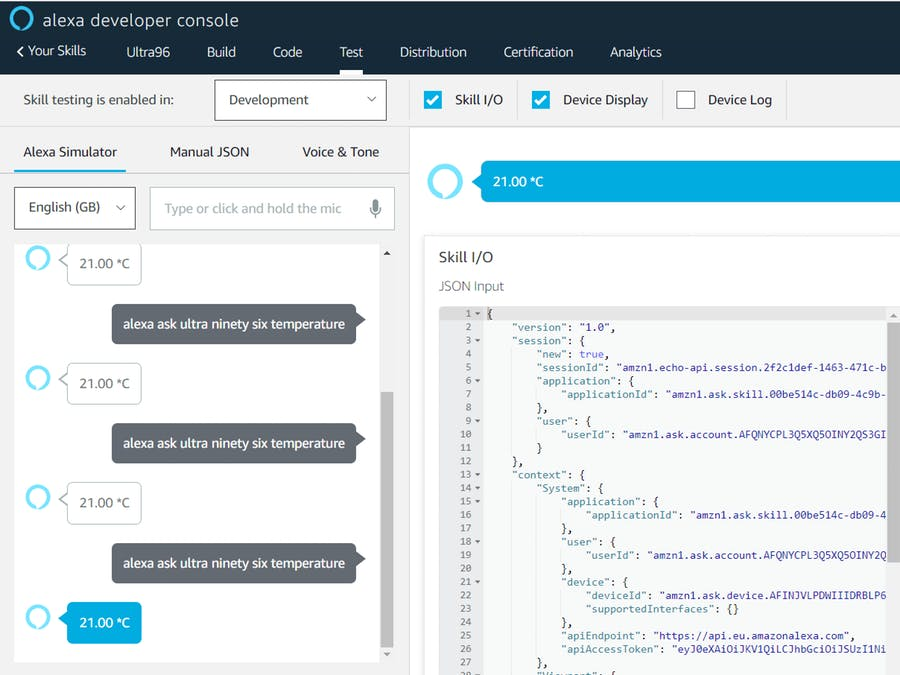 alexa developer console
Your Skills Ultra96 Build Code Test Distribution Certification Analytics
Skill testing is enabled in: Development Skill I/O Device Display Device Log
Alexa Simulator Manual JSON Voice & Tone
English (GB) Type or click and hold the mic
21.00 °C
alexa ask ultra ninety six temperature
21.00 °C
alexa ask ultra ninety six temperature
21.00 °C
alexa ask ultra ninety six temperature
21.00 °C
21.00 °C
Skill I/O
JSON Input
1 {
2 "version": "1.0",
3 "session": {
4 "new": true,
5 "sessionId": "amzn1.echo-api.session.2f2c1def-1463-471c-b
6 "application": {
7 "applicationId": "amzn1.ask.skill.00be514c-db09-4c9b-
8 },
9 "user": {
10 "userId": "amzn1.ask.account.AFQNYCPL3Q5XQ5OINY2QS3GI
11 }
12 },
13 "context": {
14 "System": {
15 "application": {
16 "applicationId": "amzn1.ask.skill.00be514c-db09-4
17 },
18 "user": {
19 "userId": "amzn1.ask.account.AFQNYCPL3Q5XQ5OINY2Q
20 },
21 "device": {
22 "deviceId": "amzn1.ask.device.AFINJVLPDWIIIDRBLP6
23 "supportedInterfaces": {}
24 },
25 "apiEndpoint": "https://api.eu.amazonalexa.com",
26 "apiAccessToken": "eyJ0eXAiOiJKV1QiLCJhbGciOiJSUzI1Ni
27 },
28 "Viewport": {